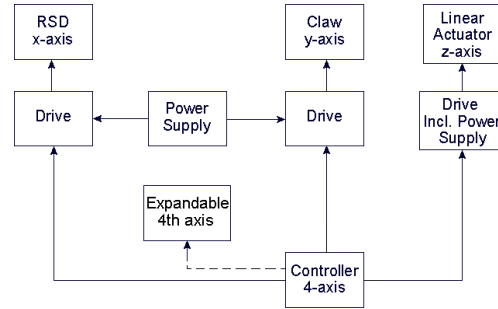 RSD
x-axis
Claw
y-axis
Linear
Actuator
z-axis
Drive
Power
Supply
Drive
Drive
Incl. Power
Supply
Expandable
4th axis
Controller
4-axis